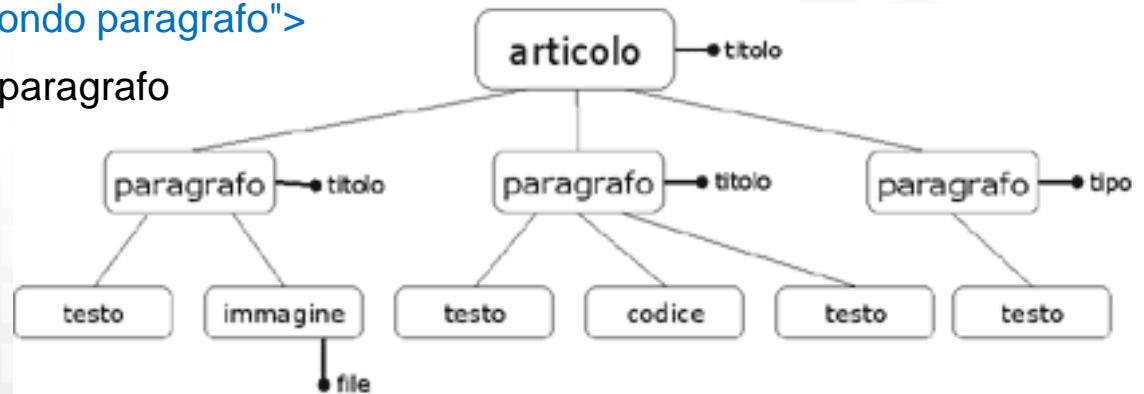 ondo paragrafo">
articolo titolo
paragrafo
paragrafo titolo paragrafo titolo paragrafo tipo
testo immagine testo codice testo testo
file